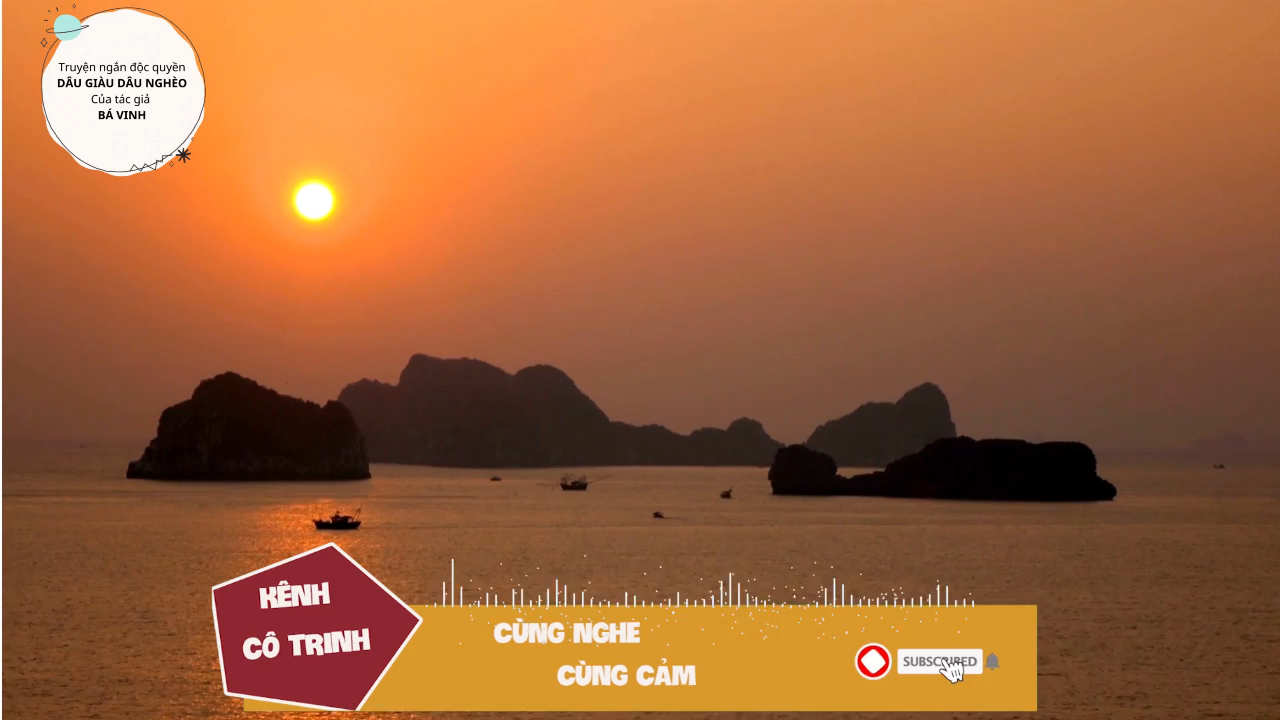 Truyện ngắn độc quyền
DÂU GIÀU DÂU NGHÈO
Của tác giả
BÁ VINH
KÊNH
CÔ TRINH
CÙNG NGHE
CÙNG CẢM
SUBSCRIBED